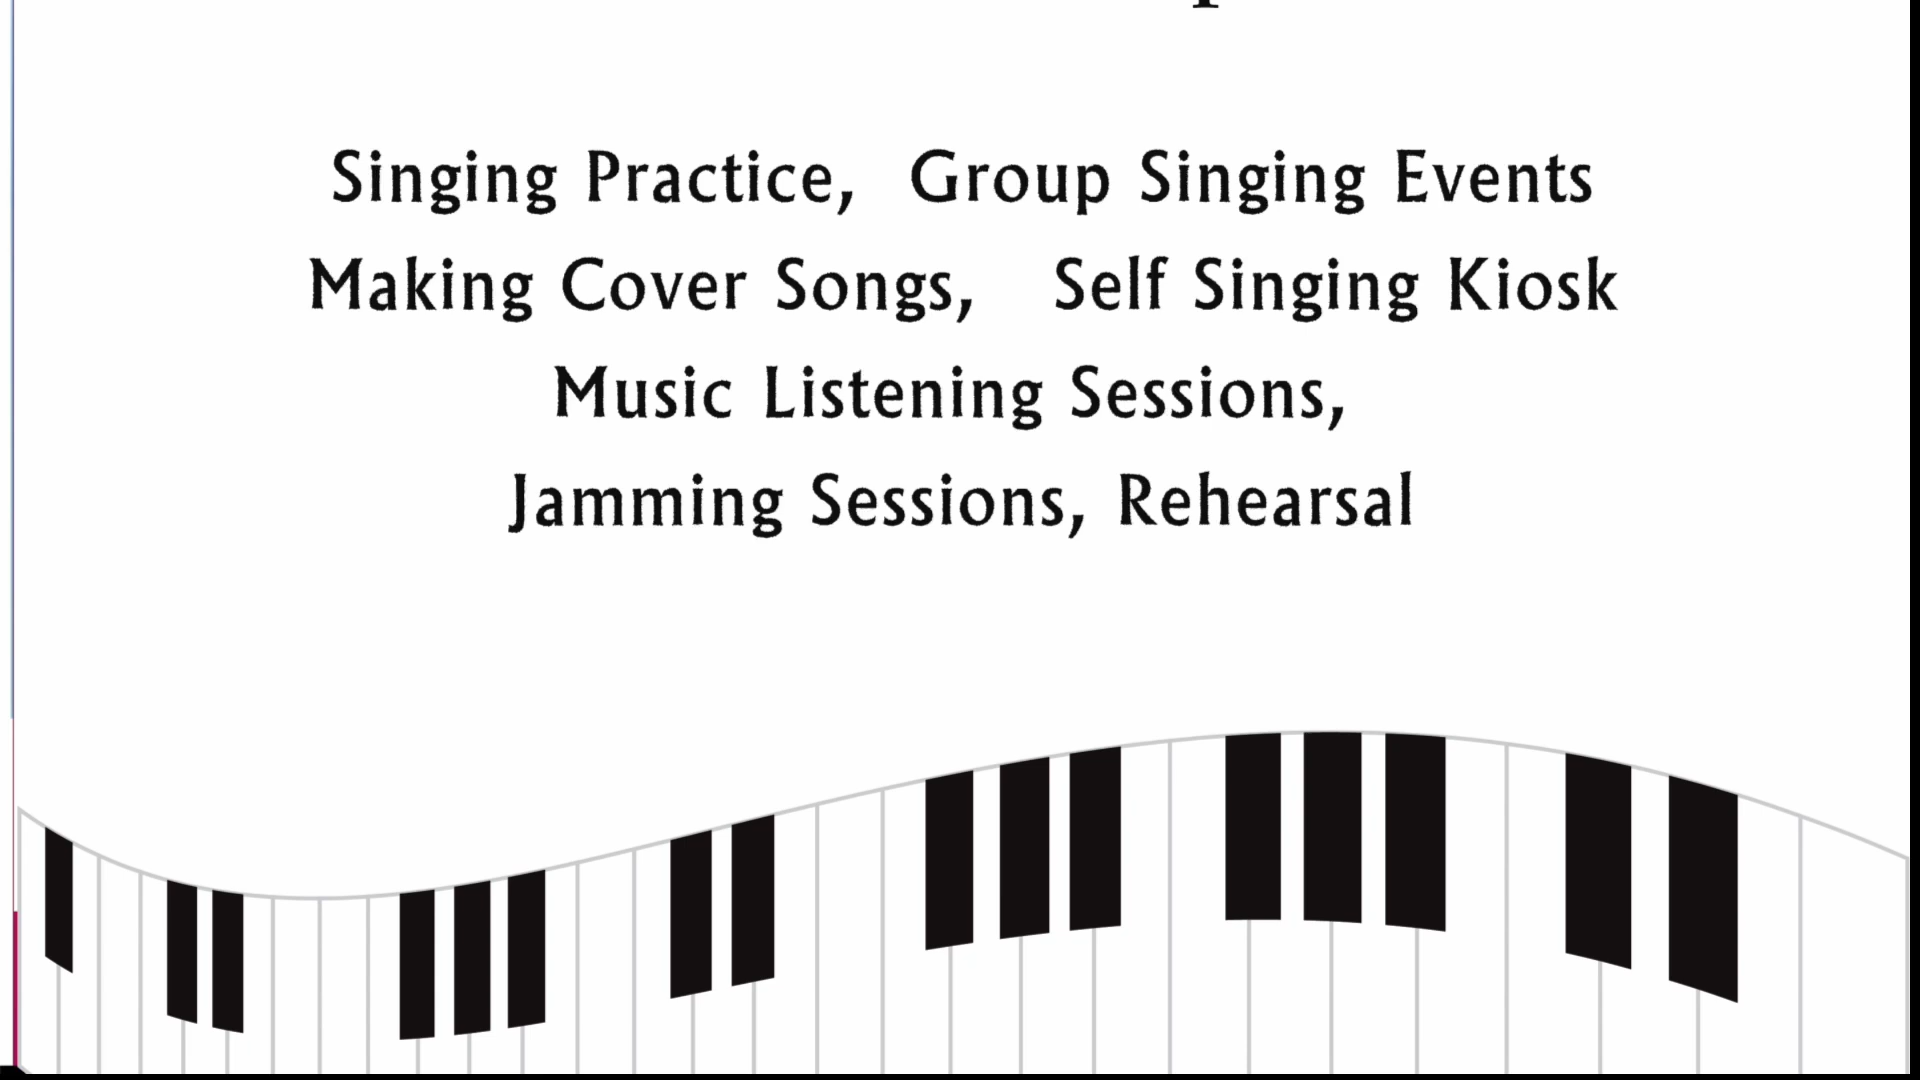 Singing Practice, Group Singing Events
Making Cover Songs, Self Singing Kiosk
Music Listening Sessions,
Jamming Sessions, Rehearsal